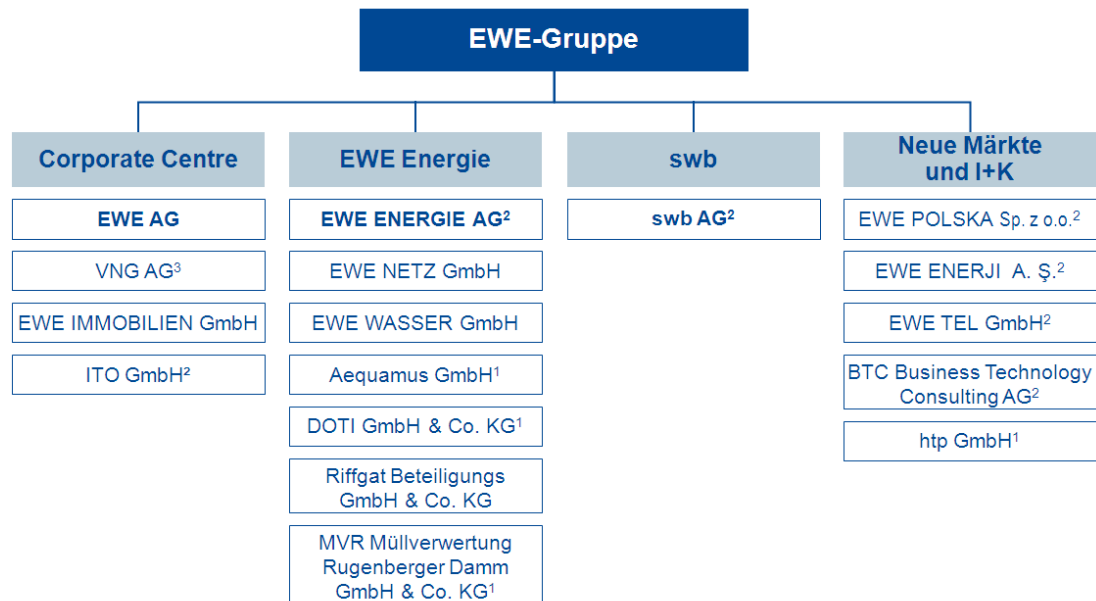 EWE-Gruppe
Corporate Centre
EWE AG
VNG AG³
EWE IMMOBILIEN GmbH
ITO GmbH²
EWE Energie
EWE ENERGIE AG²
EWE NETZ GmbH
EWE WASSER GmbH
Aequamus GmbH¹
DOTI GmbH & Co. KG¹
Riffgat Beteiligungs
GmbH & Co. KG
MVR Müllverwertung
Rugenberger Damm
GmbH & Co. KG¹
swb
swb AG²
Neue Märkte
und I+K
EWE POLSKA Sp. z o.o.²
EWE ENERJI A. Ş.²
EWE TEL GmbH²
BTC Business Technology
Consulting AG²
htp GmbH¹